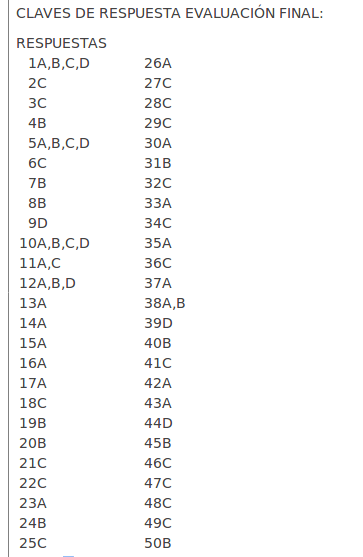 CLAVES DE RESPUESTA EVALUACIÓN FINAL:
RESPUESTAS
1A,B,C,D 26A
2C 27C
3C 28C
4B 29C
5A,B,C,D 30A
6C 31B
7B 32C
8B 33A
9D 34C
10A,B,C,D 35A
11A,C 36C
12A,B,D 37A
13A 38A,B
14A 39D
15A 40B
16A 41C
17A 42A
18C 43A
19B 44D
20B 45B
21C 46C
22C 47C
23A 48C
24B 49C
25C 50B